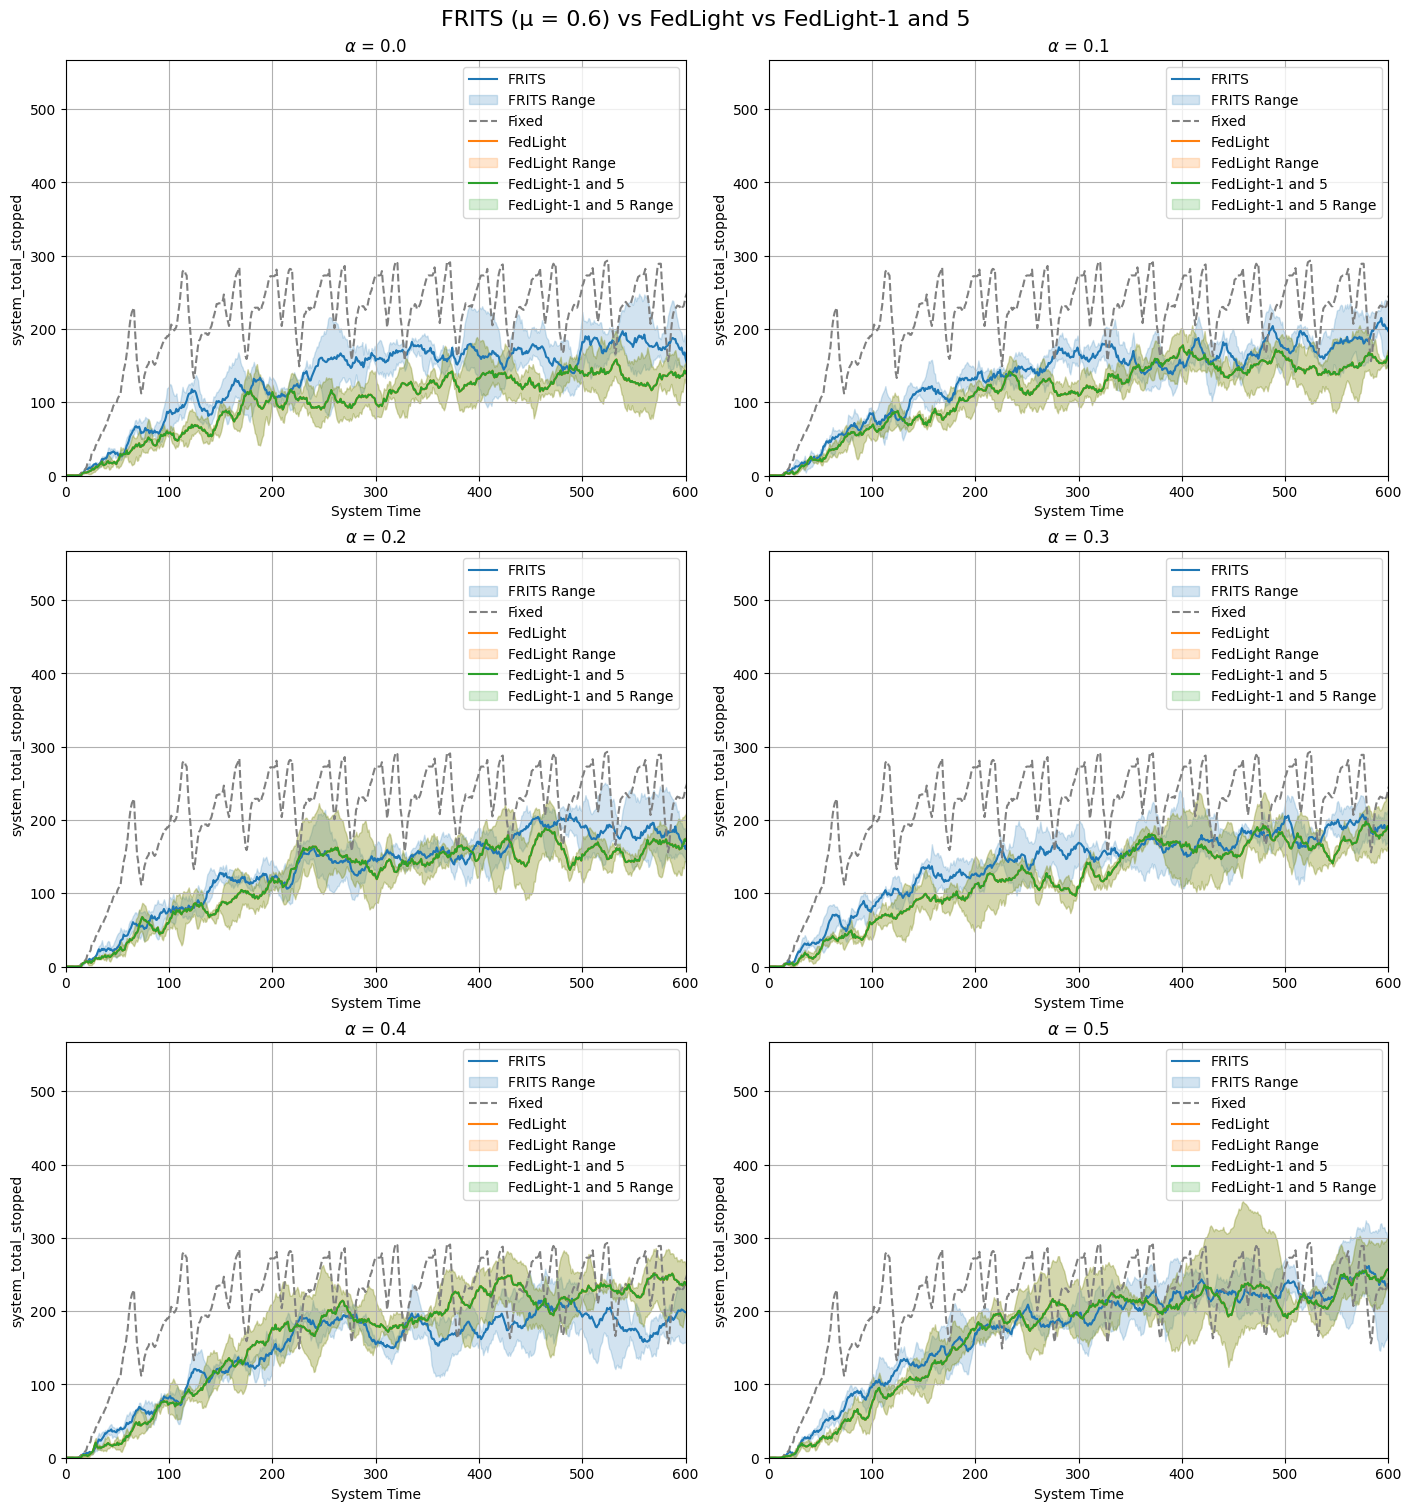 FRITS (μ = 0.6) vs FedLight vs FedLight-1 and 5
α = 0.0
system_total_stopped
500
400
300
200
100
0
0 100 200 300 400 500 600
System Time
FRITS
FRITS Range
Fixed
FedLight
FedLight Range
FedLight-1 and 5
FedLight-1 and 5 Range
α = 0.1
system_total_stopped
500
400
300
200
100
0
0 100 200 300 400 500 600
System Time
FRITS
FRITS Range
Fixed
FedLight
FedLight Range
FedLight-1 and 5
FedLight-1 and 5 Range
α = 0.2
system_total_stopped
500
400
300
200
100
0
0 100 200 300 400 500 600
System Time
FRITS
FRITS Range
Fixed
FedLight
FedLight Range
FedLight-1 and 5
FedLight-1 and 5 Range
α = 0.3
system_total_stopped
500
400
300
200
100
0
0 100 200 300 400 500 600
System Time
FRITS
FRITS Range
Fixed
FedLight
FedLight Range
FedLight-1 and 5
FedLight-1 and 5 Range
α = 0.4
system_total_stopped
500
400
300
200
100
0
0 100 200 300 400 500 600
System Time
FRITS
FRITS Range
Fixed
FedLight
FedLight Range
FedLight-1 and 5
FedLight-1 and 5 Range
α = 0.5
system_total_stopped
500
400
300
200
100
0
0 100 200 300 400 500 600
System Time
FRITS
FRITS Range
Fixed
FedLight
FedLight Range
FedLight-1 and 5
FedLight-1 and 5 Range